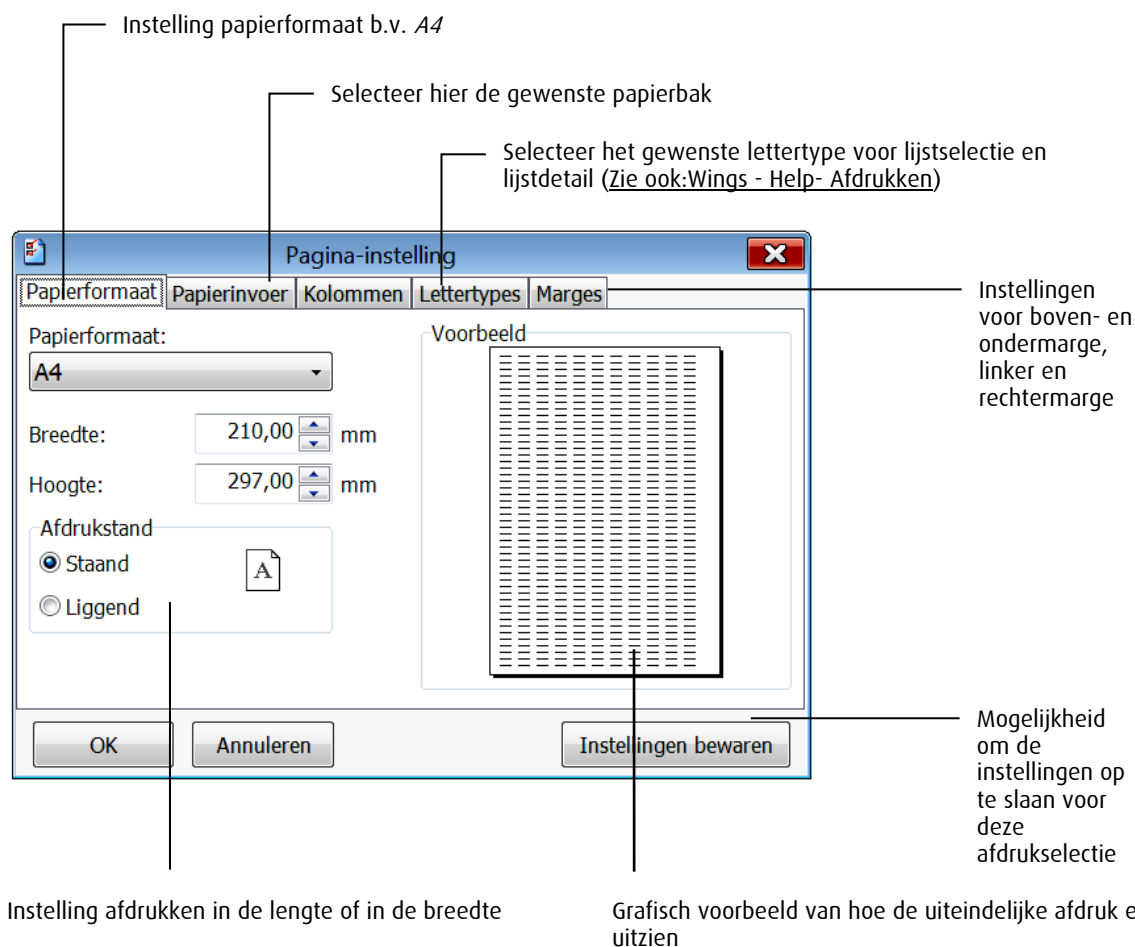 Instelling papierformaat b.v. A4
Selecteer hier de gewenste papierbak
Selecteer het gewenste lettertype voor lijstselectie en
lijstdetail (Zie ook:Wings - Help- Afdrukken)
Pagina-instelling
Papierformaat Papierinvoer Kolommen Lettertypes Marges
Instellingen
voor boven- en
ondermarge,
linker en
rechtermarge
Papierformaat:
A4
Breedte: 210,00 mm
Hoogte: 297,00 mm
Afdrukstand
Staand
A
Liggend
Voorbeeld
OK Annuleren Instellingen bewaren
Mogelijkheid
om de
instellingen op
te slaan voor
deze
afdrukselectie
Instelling afdrukken in de lengte of in de breedte
Grafisch voorbeeld van hoe de uiteindelijke afdruk
uitzien